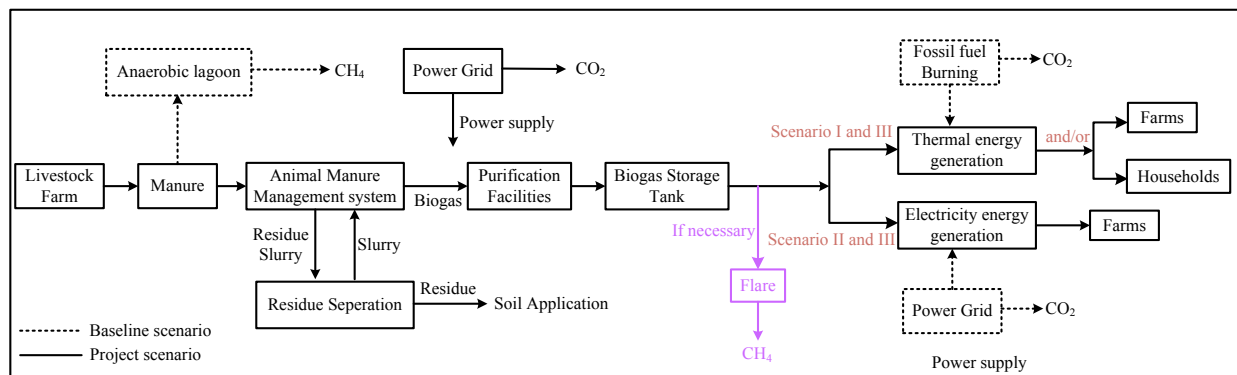 Anaerobic lagoon
CH4
Power Grid
CO2
Fossil fuel
Burning
CO2
Power supply
Scenario I and III
Thermal energy
generation
and/or
Farms
Households
Livestock
Farm
Manure
Animal Manure
Management system
Biogas
Purification
Facilities
Biogas Storage
Tank
Residue
Slurry
Slurry
If necessary
Scenario II and III
Electricity energy
generation
Farms
Residue Seperation
Residue
Soil Application
Flare
CH4
Power Grid
CO2
Power supply
Baseline scenario
Project scenario